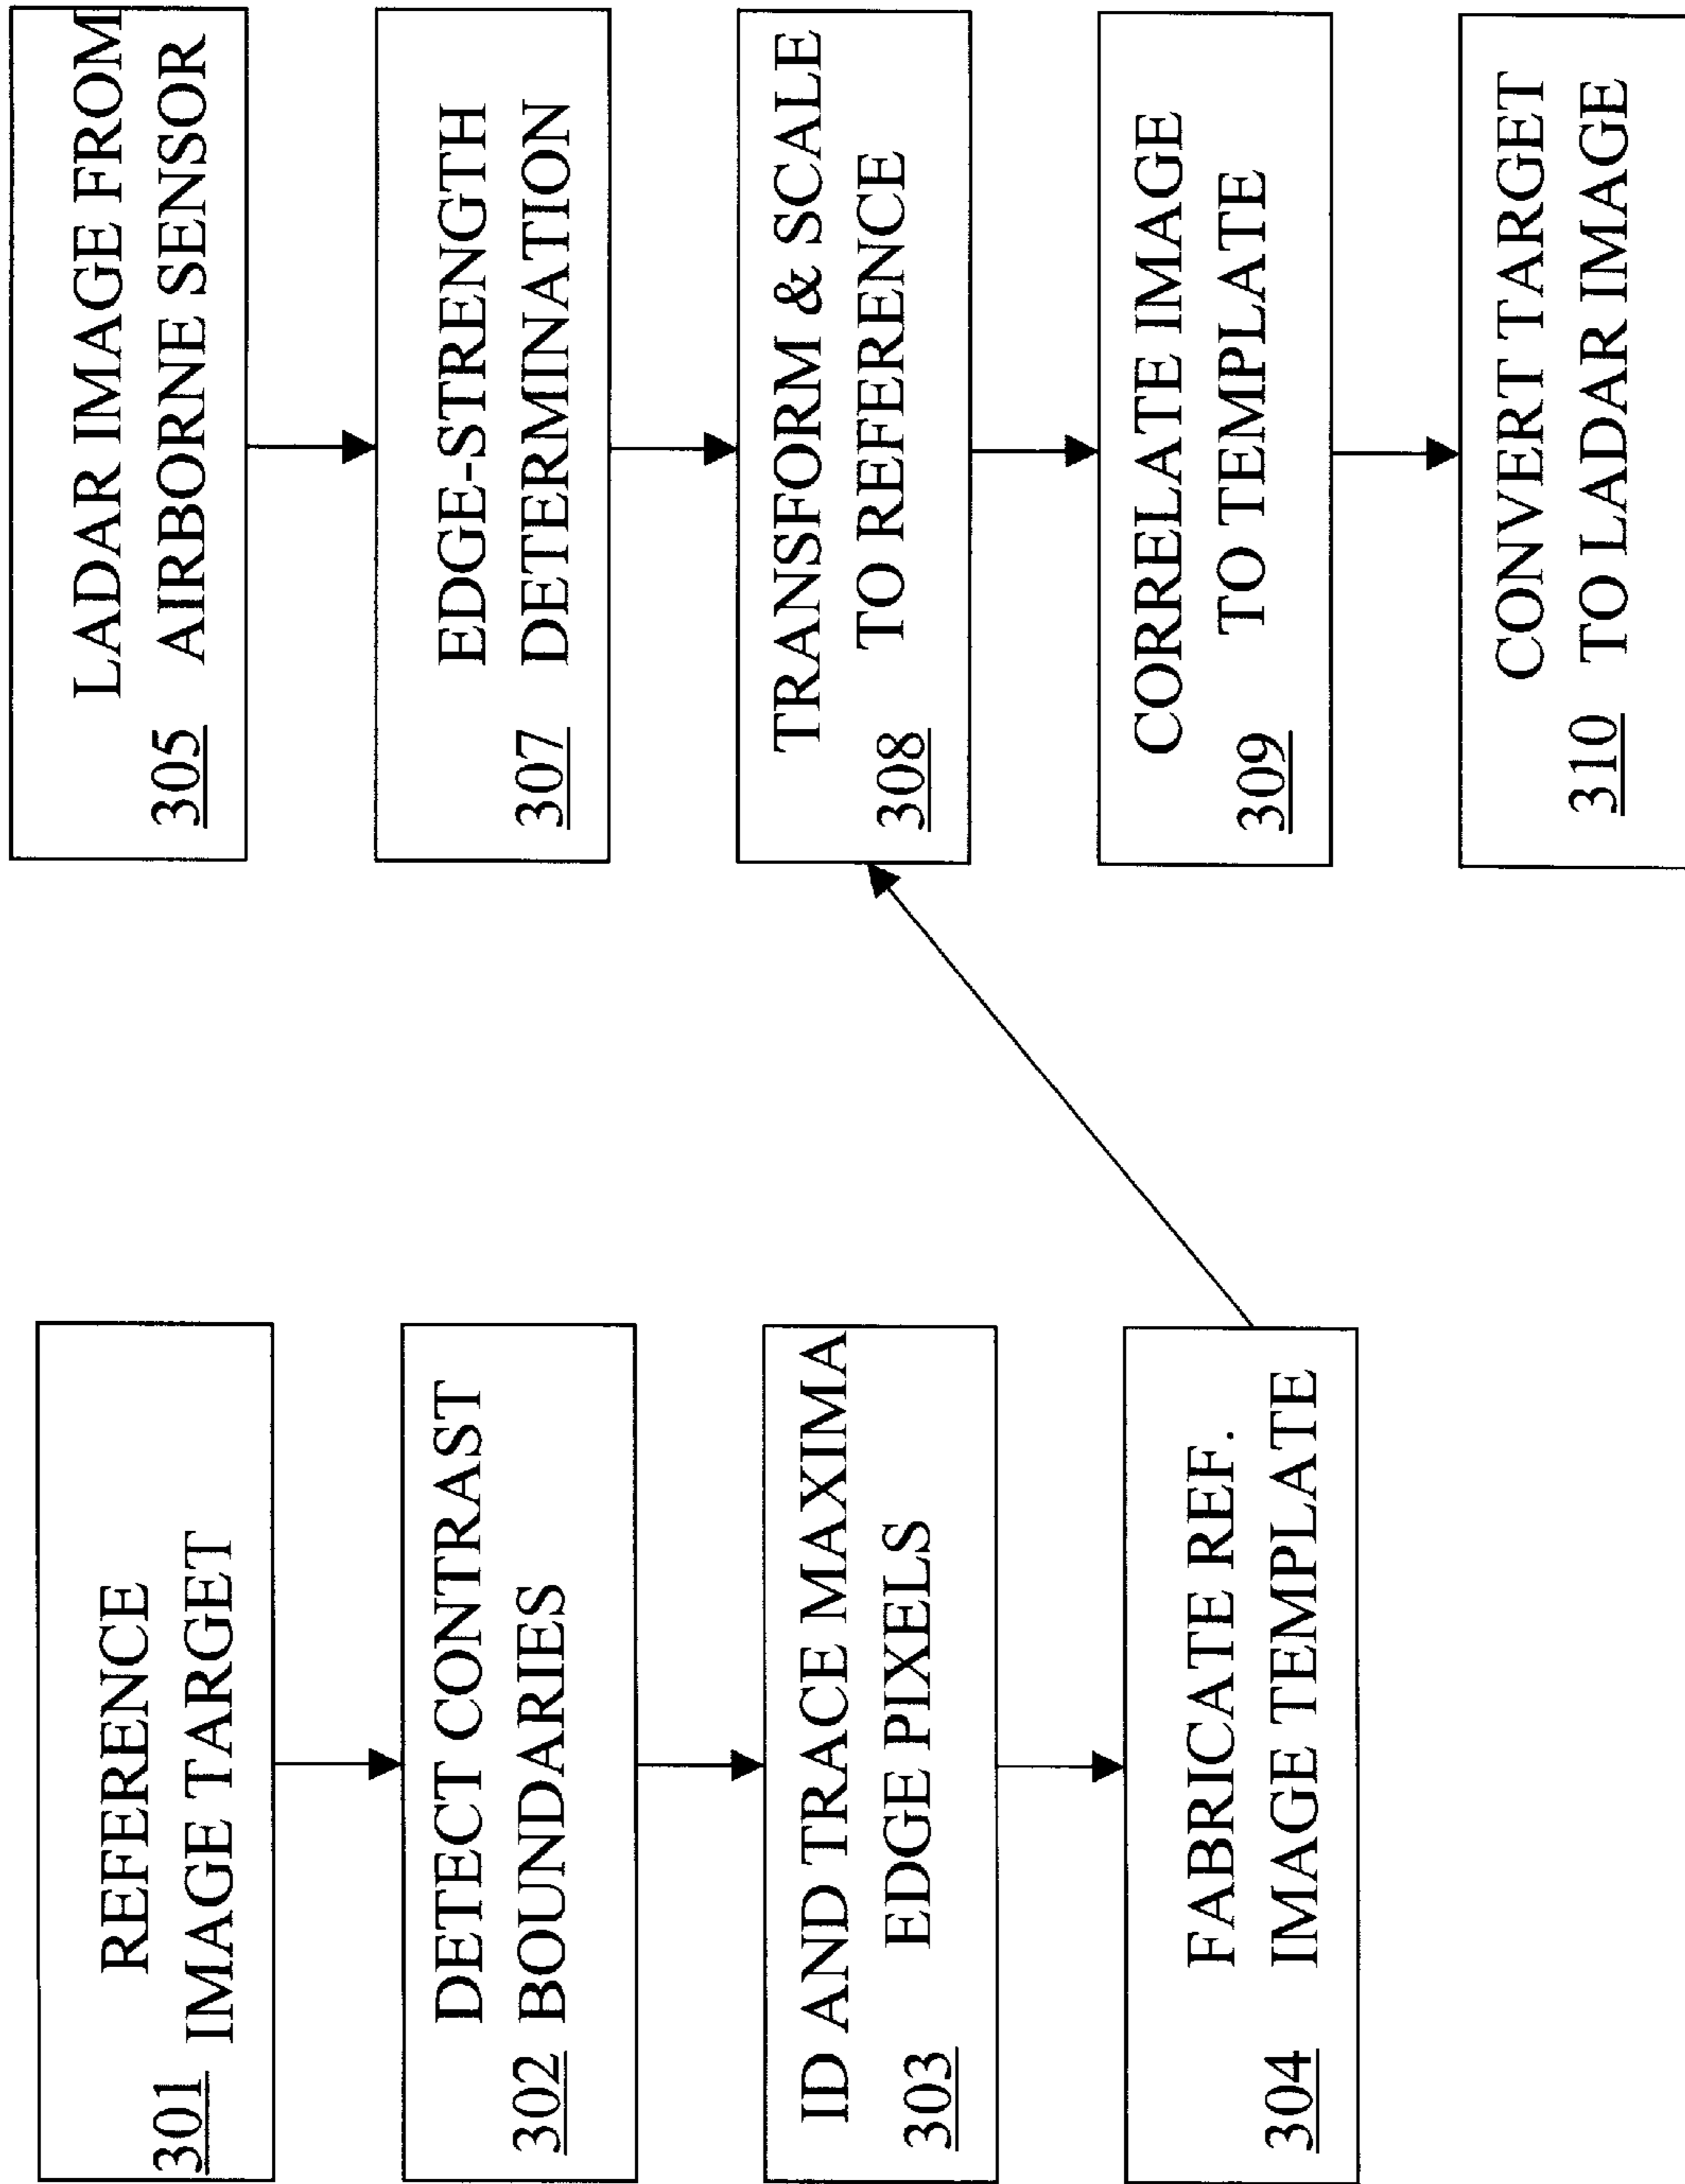 REFERENCE
301 IMAGE TARGET
DETECT CONTRAST
302 BOUNDARIES
ID AND TRACE MAXIMA
303 EDGE PIXELS
FABRICATE REF.
304 IMAGE TEMPLATE
LADAR IMAGE FROM
305 AIRBORNE SENSOR
EDGE-STRENGTH
307 DETERMINATION
TRANSFORM & SCALE
308 TO REFERENCE
CORRELATE IMAGE
309 TO TEMPLATE
CONVERT TARGET
310 TO LADAR IMAGE